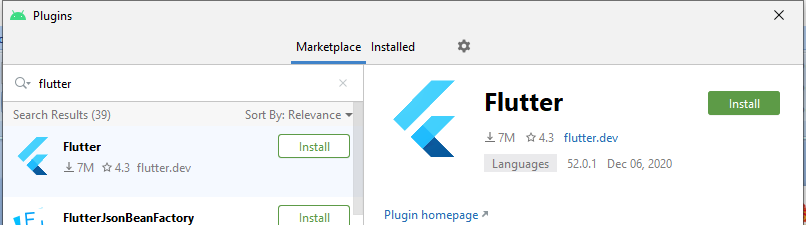 Plugins
Marketplace Installed
flutter
Search Results (39) Sort By: Relevance
Flutter
Install
7M 4.3 flutter.dev
FlutterJsonBeanFactory
Install
Flutter
Install
7M 4.3 flutter.dev
Languages 52.0.1 Dec 06, 2020
Plugin homepage